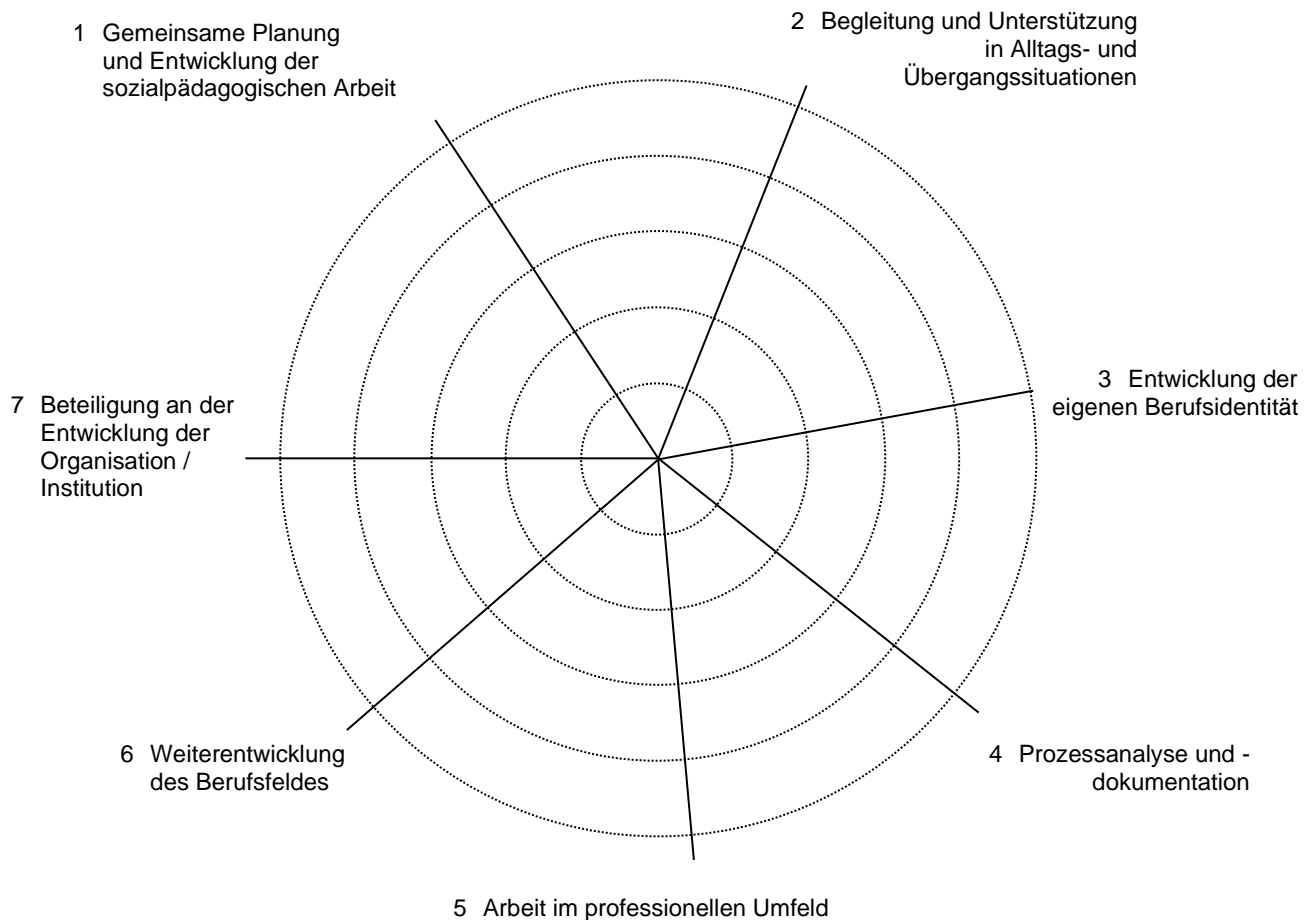 1 Gemeinsame Planung
und Entwicklung der
sozialpädagogischen Arbeit
2 Begleitung und Unterstützung
in Alltags- und
Übergangssituationen
3 Entwicklung der
eigenen Berufsidentität
4 Prozessanalyse und -
dokumentation
5 Arbeit im professionellen Umfeld
6 Weiterentwicklung
des Berufsfeldes
7 Beteiligung an der
Entwicklung der
Organisation /
Institution